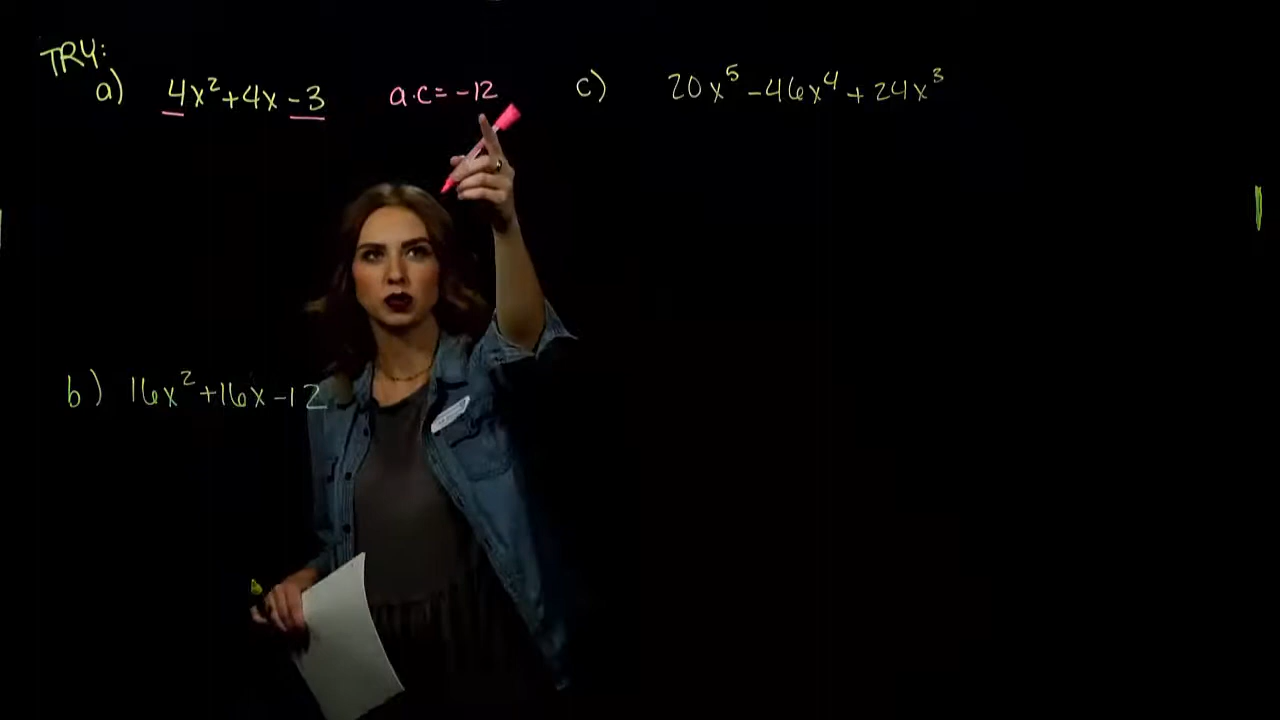 TRY:
a) 4x²+4x-3 a·c=-12
b) 16x²+16x-12
c) 20x⁵-46x⁴+24x³